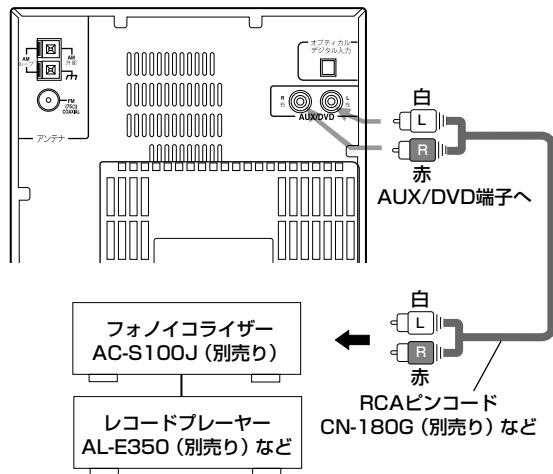 AM
ループ
AM
外部
FM
(75Ω)
COAXIAL
アンテナ
オプティカル
デジタル入力
R
右
L
左
AUX/DVD
白
L
R
赤
AUX/DVD端子へ
白
L
R
赤
フォノイコライザー
AC-S100J（別売り）
レコードプレーヤー
AL-E350（別売り）など
RCAピンコード
CN-180G（別売り）など